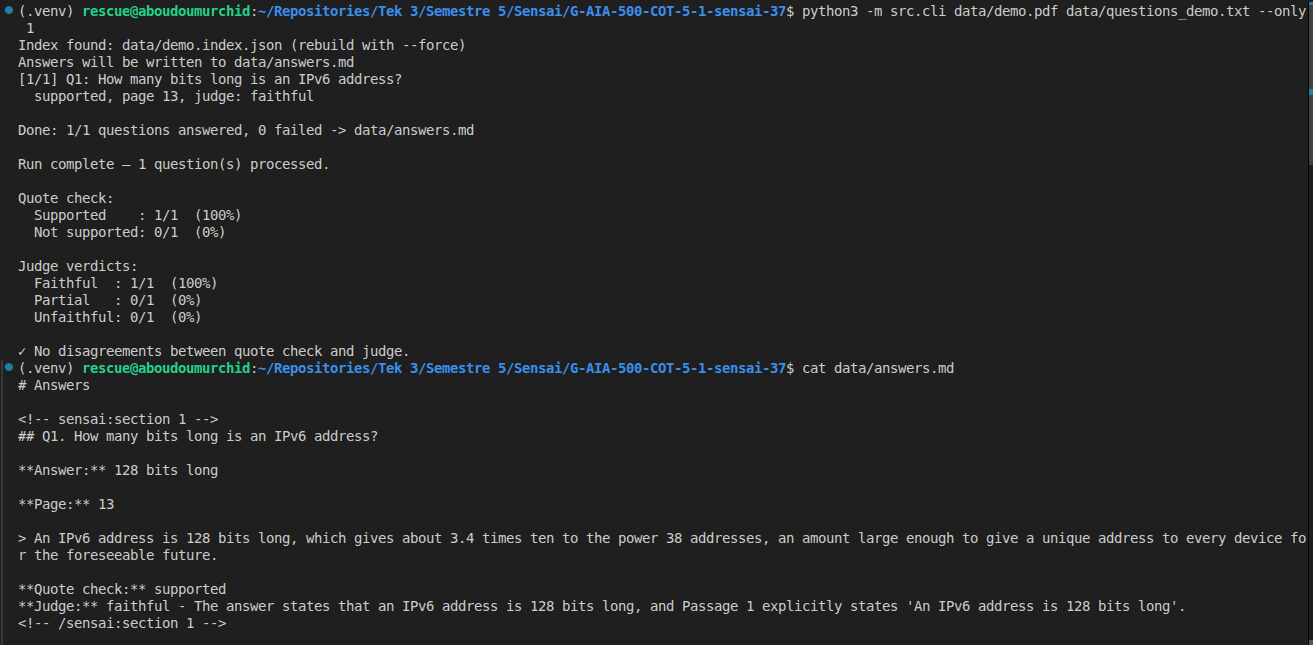 (.venv) rescue@aboudoumurchid:~/Repositories/Tek 3/Semestre 5/Sensai/G-AIA-500-COT-5-1-sensai-37$ python3 -m src.cli data/demo.pdf data/questions_demo.txt --only
1
Index found: data/demo.index.json (rebuild with --force)
Answers will be written to data/answers.md
[1/1] Q1: How many bits long is an IPv6 address?
supported, page 13, judge: faithful
Done: 1/1 questions answered, 0 failed -> data/answers.md
Run complete — 1 question(s) processed.
Quote check:
Supported    : 1/1  (100%)
Not supported: 0/1  (0%)
Judge verdicts:
Faithful  : 1/1  (100%)
Partial   : 0/1  (0%)
Unfaithful: 0/1  (0%)
✓ No disagreements between quote check and judge.
(.venv) rescue@aboudoumurchid:~/Repositories/Tek 3/Semestre 5/Sensai/G-AIA-500-COT-5-1-sensai-37$ cat data/answers.md
# Answers
<!-- sensai:section 1 -->
## Q1. How many bits long is an IPv6 address?
**Answer:** 128 bits long
**Page:** 13
> An IPv6 address is 128 bits long, which gives about 3.4 times ten to the power 38 addresses, an amount large enough to give a unique address to every device fo
r the foreseeable future.
**Quote check:** supported
**Judge:** faithful - The answer states that an IPv6 address is 128 bits long, and Passage 1 explicitly states 'An IPv6 address is 128 bits long'.
<!-- /sensai:section 1 -->